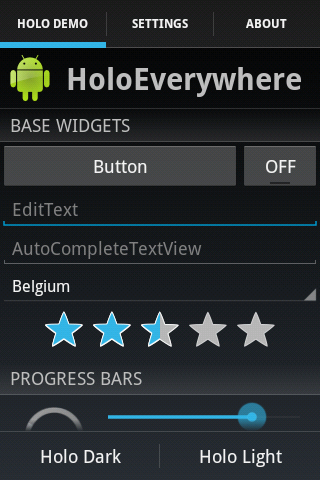 HOLO DEMO
SETTINGS
ABOUT
HoloEverywhere
BASE WIDGETS
Button
OFF
EditText
AutoCompleteTextView
Belgium
PROGRESS BARS
Holo Dark
Holo Light